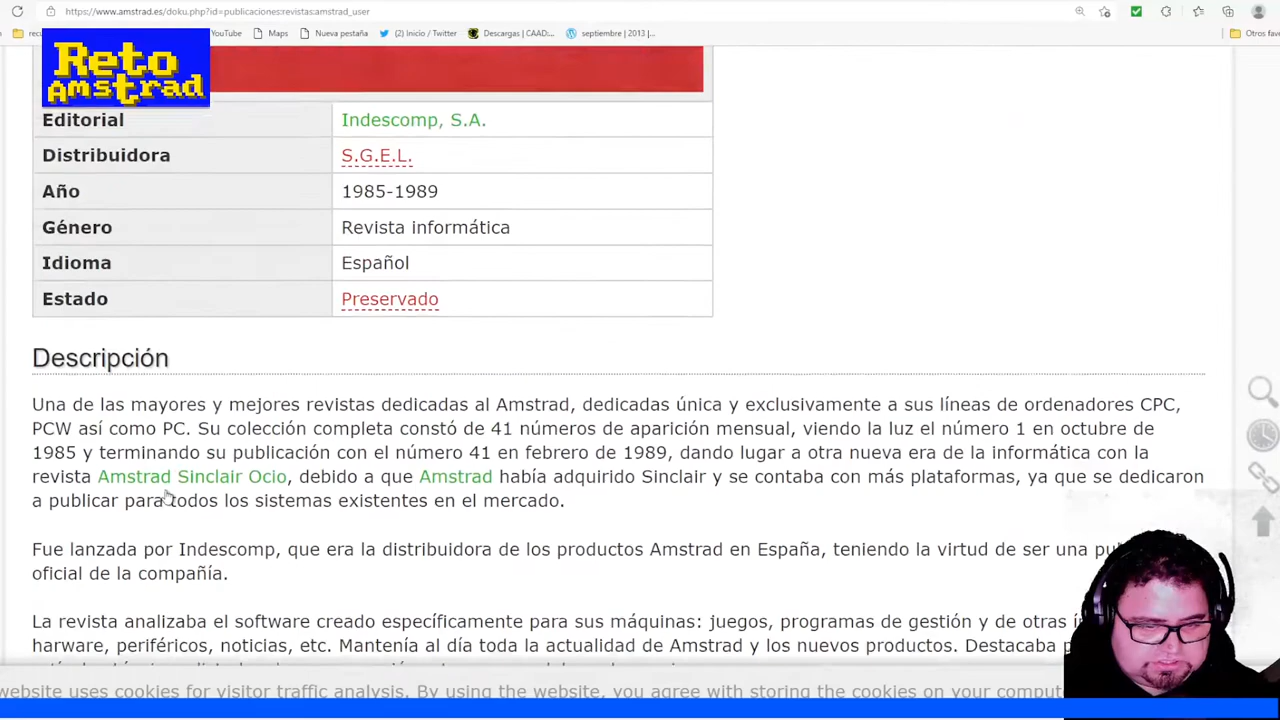 https://www.amstrad.es/doku.php?id=publicaciones:revistas:amstrad_user
YouTube
Maps
Nueva pestaña
(2) Inicio / Twitter
Descargas | CAAD:...
septiembre | 2013 |...
Otros fav
Reto
Amstrad
Editorial Indescomp, S.A.
Distribuidora S.G.E.L.
Año 1985-1989
Género Revista informática
Idioma Español
Estado Preservado
Descripción
Una de las mayores y mejores revistas dedicadas al Amstrad, dedicadas única y exclusivamente a sus líneas de ordenadores CPC,
PCW así como PC. Su colección completa constó de 41 números de aparición mensual, viendo la luz el número 1 en octubre de
1985 y terminando su publicación con el número 41 en febrero de 1989, dando lugar a otra nueva era de la informática con la
revista Amstrad Sinclair Ocio, debido a que Amstrad había adquirido Sinclair y se contaba con más plataformas, ya que se dedicaron
a publicar para todos los sistemas existentes en el mercado.
Fue lanzada por Indescomp, que era la distribuidora de los productos Amstrad en España, teniendo la virtud de ser una
oficial de la compañía.
La revista analizaba el software creado específicamente para sus máquinas: juegos, programas de gestión y de otras
harware, periféricos, noticias, etc. Mantenía al día toda la actualidad de Amstrad y los nuevos productos. Destacaba
website uses cookies for visitor traffic analysis. By using the website, you agree with storing the cookies on your comput